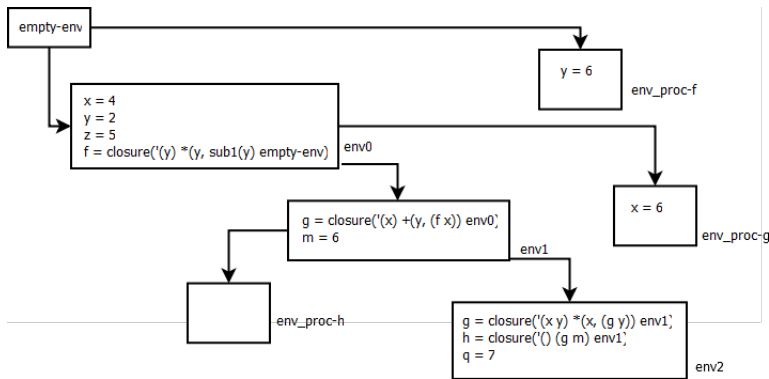 empty-env
y = 6
env_proc-f
x = 4
y = 2
z = 5
f = closure('(y) *(y, sub1(y) empty-env)
env0
x = 6
env_proc-g
g = closure('(x) +(y, (f x)) env0)
m = 6
env1
env_proc-h
g = closure('(x y) *(x, (g y)) env1)
h = closure('() (g m) env1)
q = 7
env2